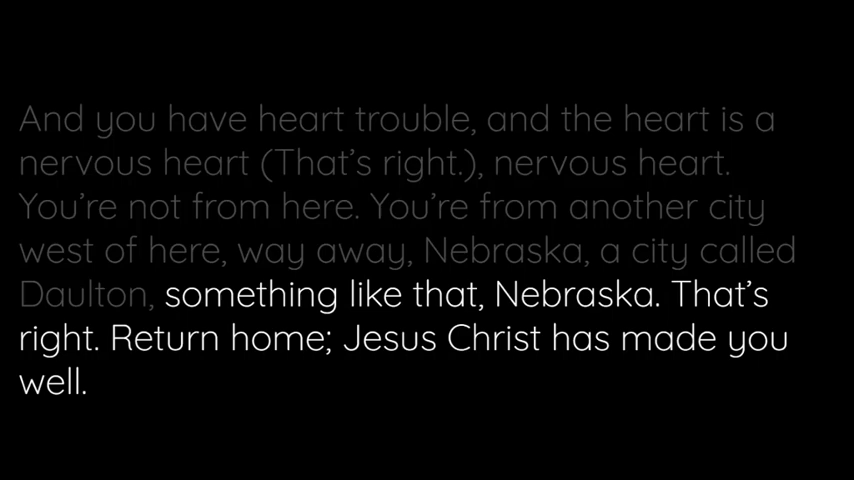 And you have heart trouble, and the heart is a
nervous heart (That's right.), nervous heart.
You're not from here. You're from another city
west of here, way away, Nebraska, a city called
Daulton, something like that, Nebraska. That's
right. Return home; Jesus Christ has made you
well.